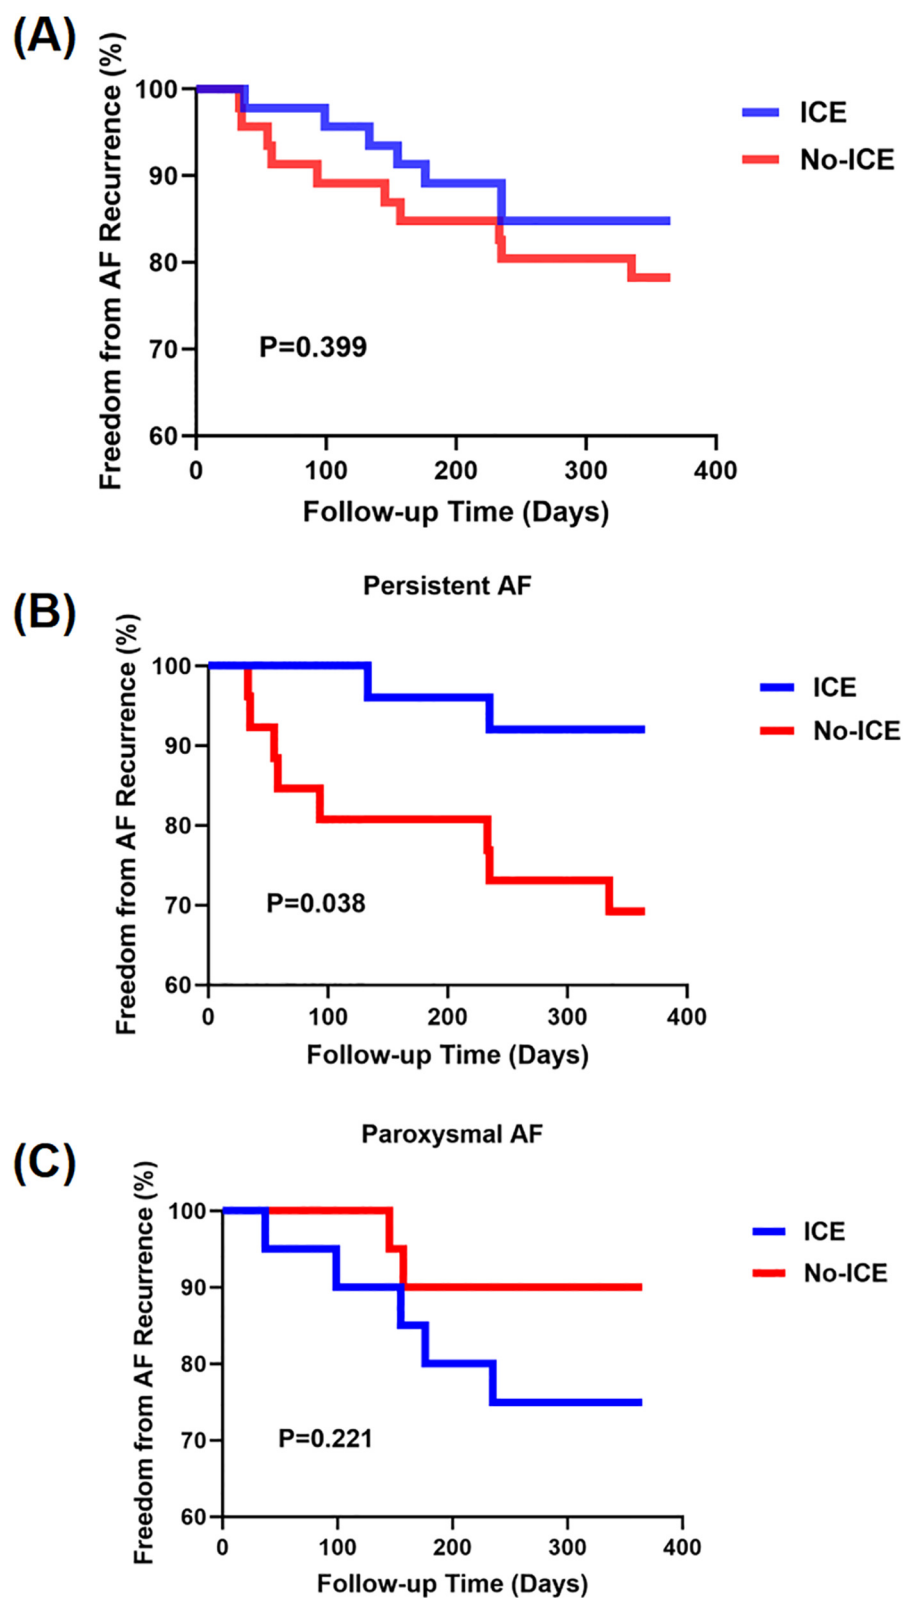 (A)
Freedom from AF Recurrence (%)
100
90
80
70
60
P=0.399
ICE
No-ICE
0 100 200 300 400
Follow-up Time (Days)
(B)
Persistent AF
Freedom from AF Recurrence (%)
100
90
80
70
60
P=0.038
ICE
No-ICE
0 100 200 300 400
Follow-up Time (Days)
(C)
Paroxysmal AF
Freedom from AF Recurrence (%)
100
90
80
70
60
P=0.221
ICE
No-ICE
0 100 200 300 400
Follow-up Time (Days)